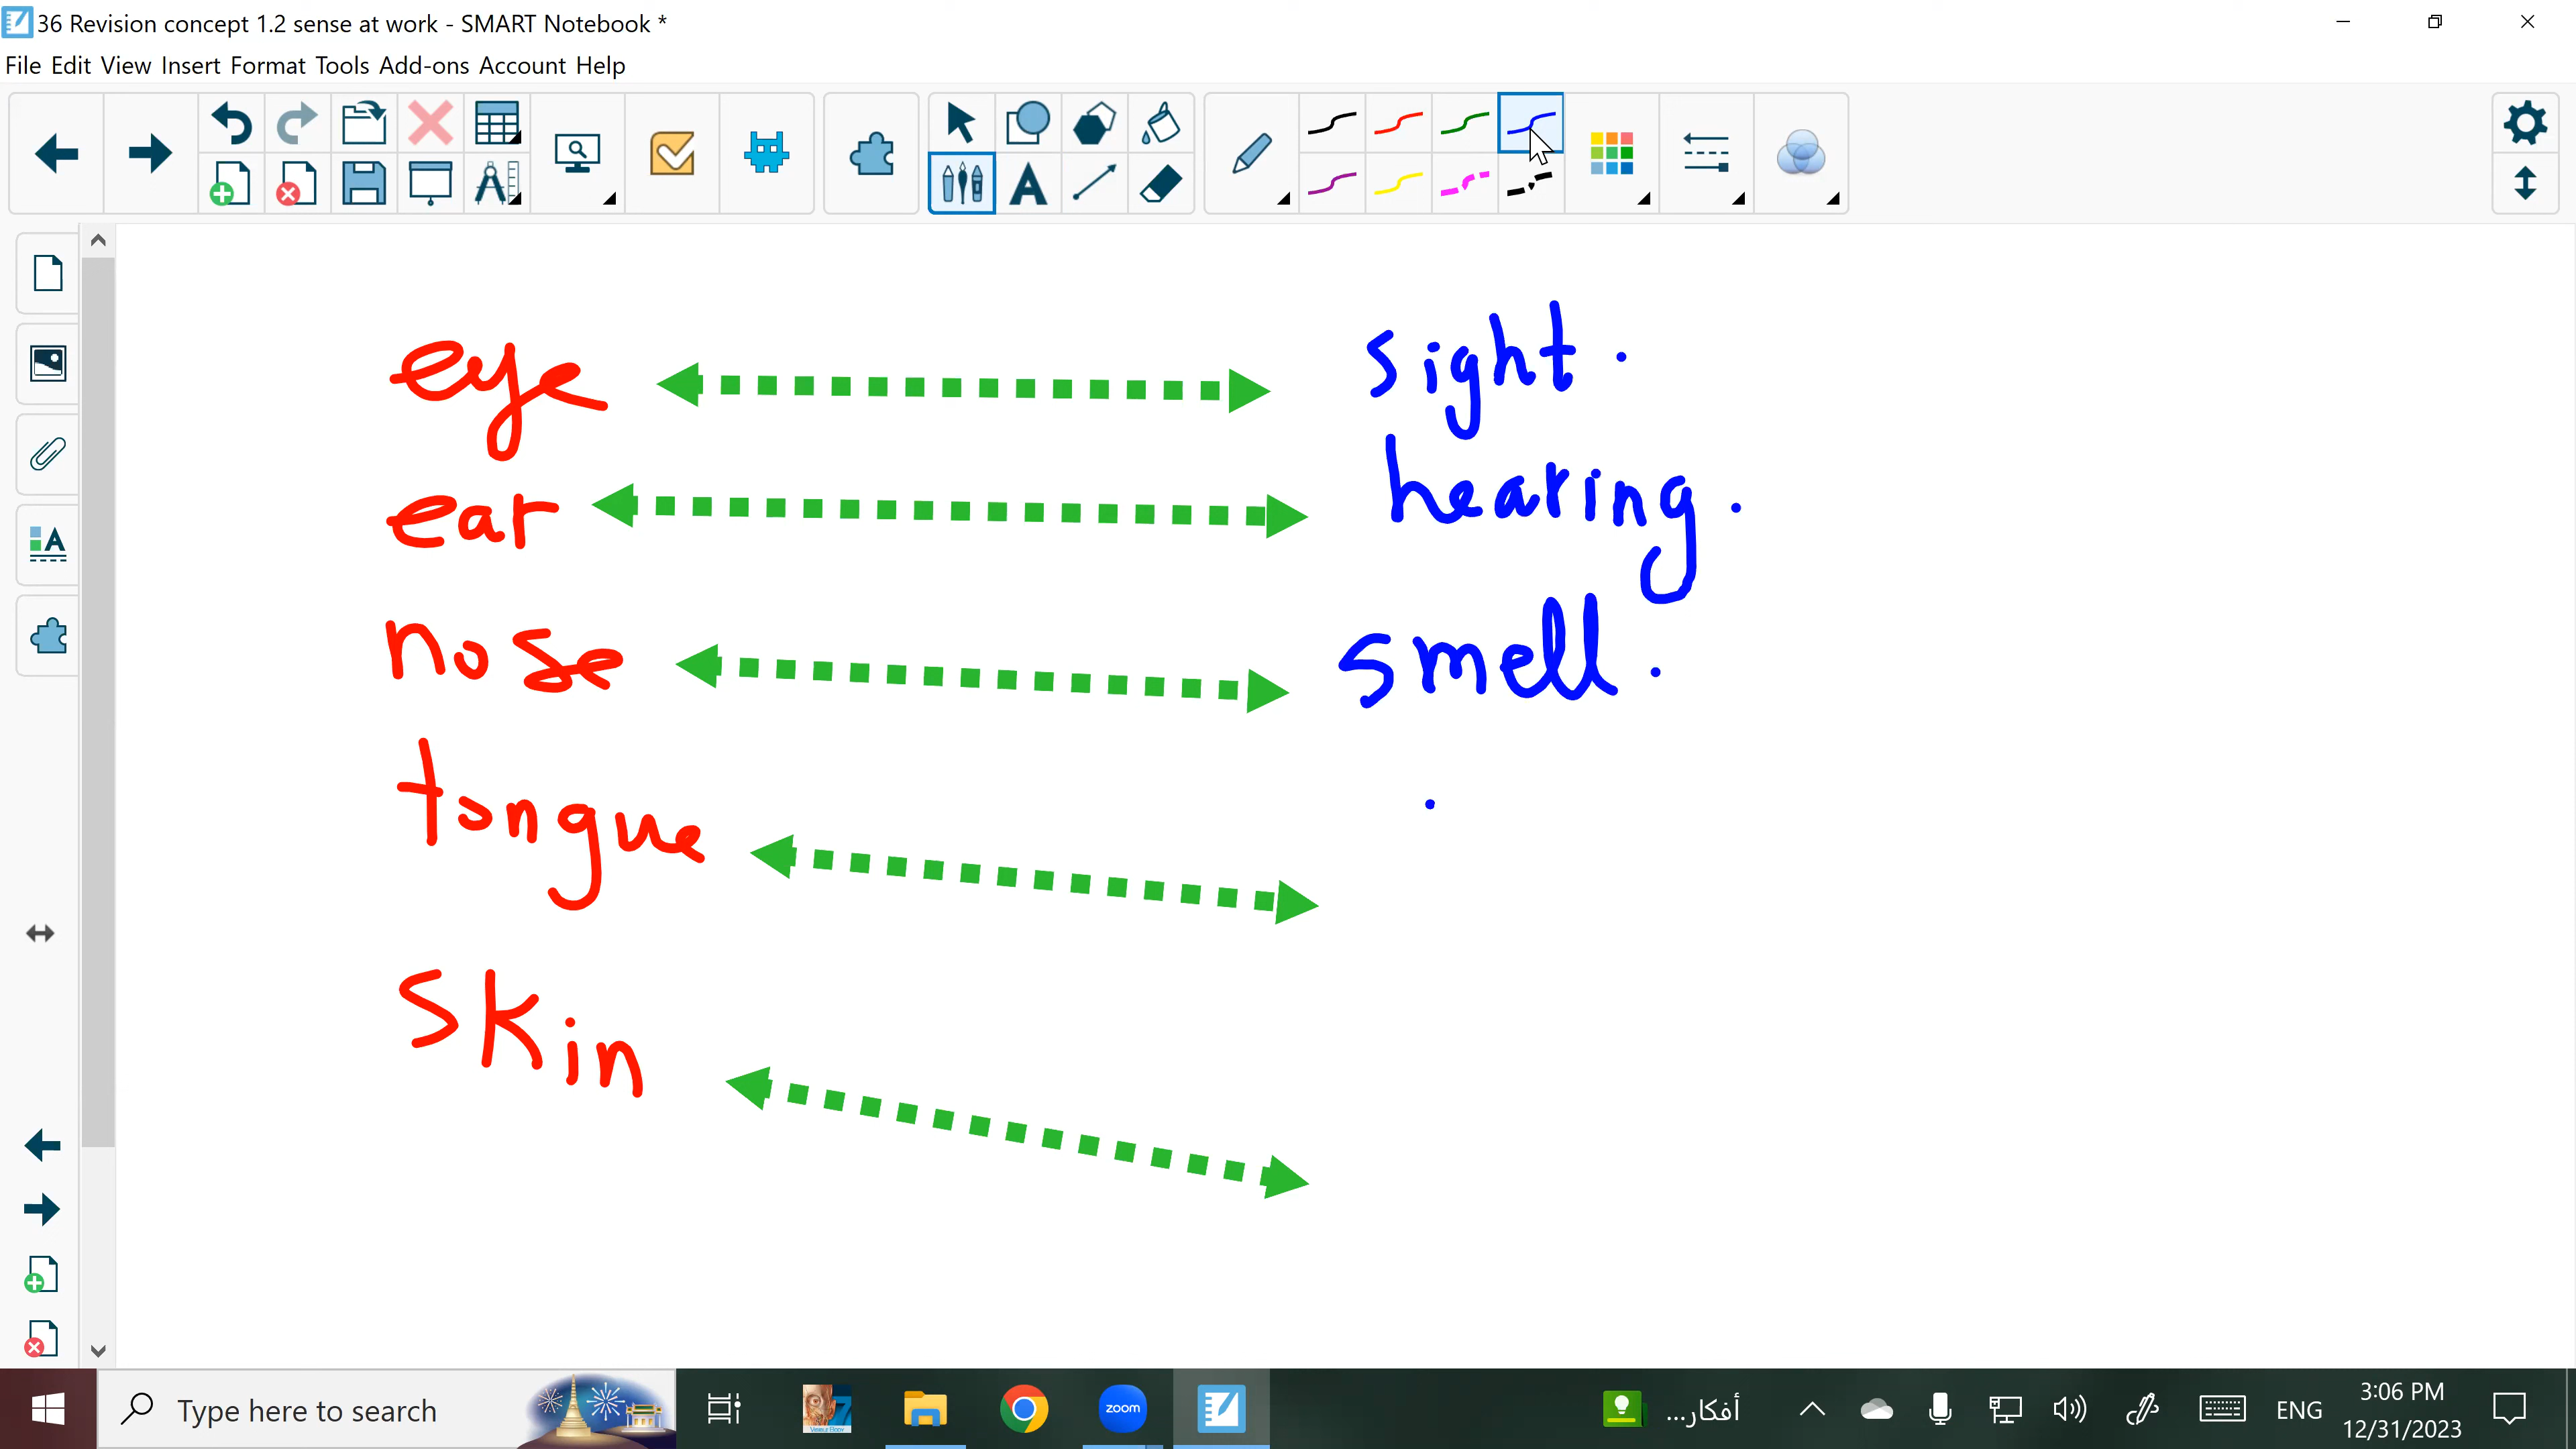 36 Revision concept 1.2 sense at work - SMART Notebook *
File Edit View Insert Format Tools Add-ons Account Help
eye sight.
ear hearing.
nose smell.
tongue .
skin
Type here to search
zoom
أفكار...
ENG
3:06 PM
12/31/2023